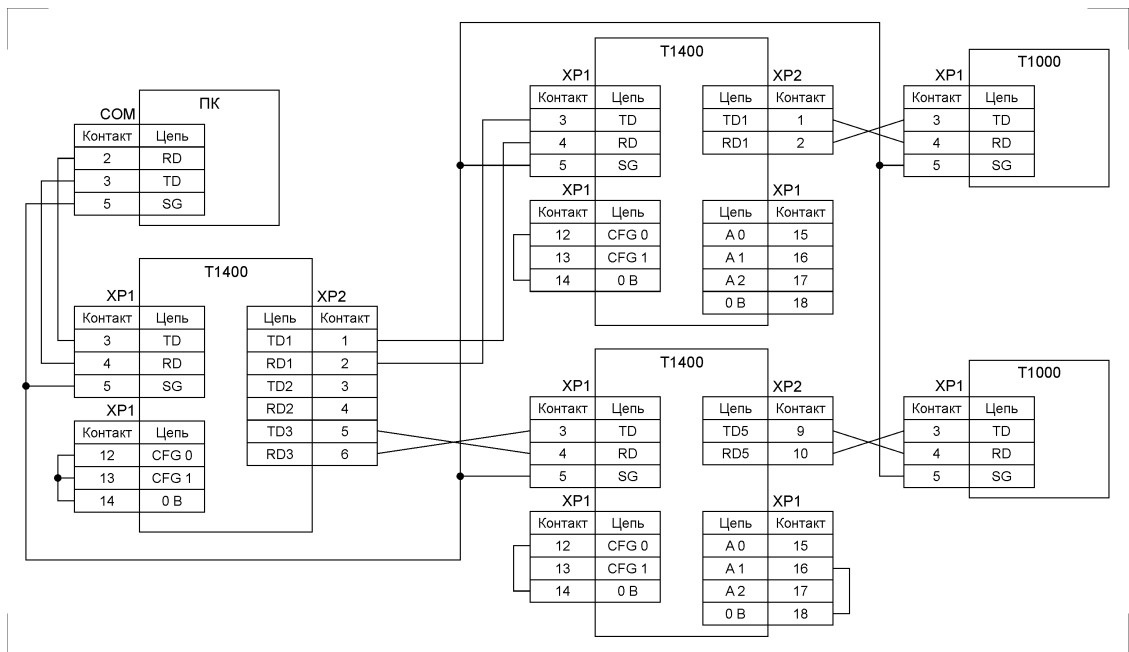 ПК
COM
Контакт Цепь
2 RD
3 TD
5 SG
T1400
XP1
Контакт Цепь
3 TD
4 RD
5 SG
XP1
Контакт Цепь
12 CFG 0
13 CFG 1
14 0 В
XP2
Цепь Контакт
TD1 1
RD1 2
TD2 3
RD2 4
TD3 5
RD3 6
T1400
XP1
Контакт Цепь
3 TD
4 RD
5 SG
XP2
Цепь Контакт
TD1 1
RD1 2
XP1
Контакт Цепь
12 CFG 0
13 CFG 1
14 0 В
XP1
Цепь Контакт
A 0 15
A 1 16
A 2 17
0 В 18
T1000
XP1
Контакт Цепь
3 TD
4 RD
5 SG
T1400
XP1
Контакт Цепь
3 TD
4 RD
5 SG
XP2
Цепь Контакт
TD5 9
RD5 10
XP1
Контакт Цепь
12 CFG 0
13 CFG 1
14 0 В
XP1
Цепь Контакт
A 0 15
A 1 16
A 2 17
0 В 18
T1000
XP1
Контакт Цепь
3 TD
4 RD
5 SG